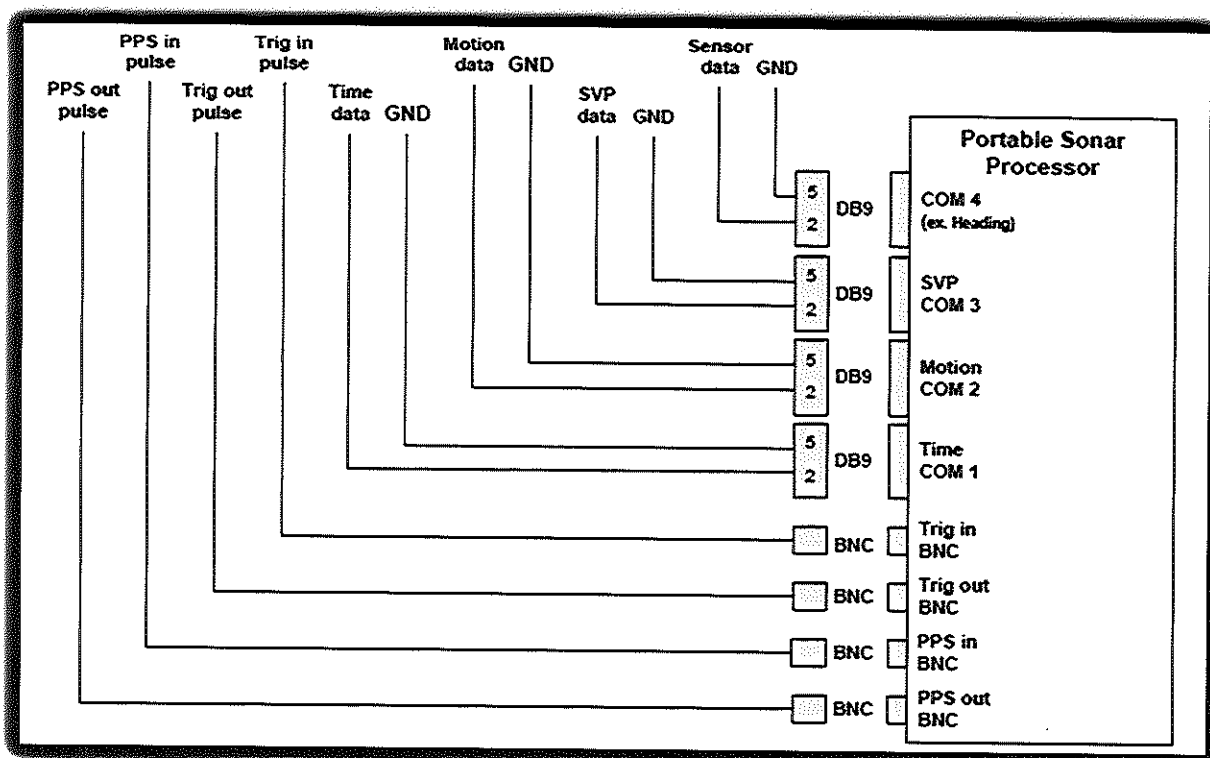 PPS in
pulse
Trig in
pulse
Motion
data GND
Sensor
data GND
PPS out
pulse
Trig out
pulse
Time
data GND
SVP
data GND
Portable Sonar
Processor
5
2
DB9
COM 4
(ex. Heading)
5
2
DB9
SVP
COM 3
5
2
DB9
Motion
COM 2
5
2
DB9
Time
COM 1
BNC
Trig in
BNC
BNC
Trig out
BNC
BNC
PPS in
BNC
BNC
PPS out
BNC